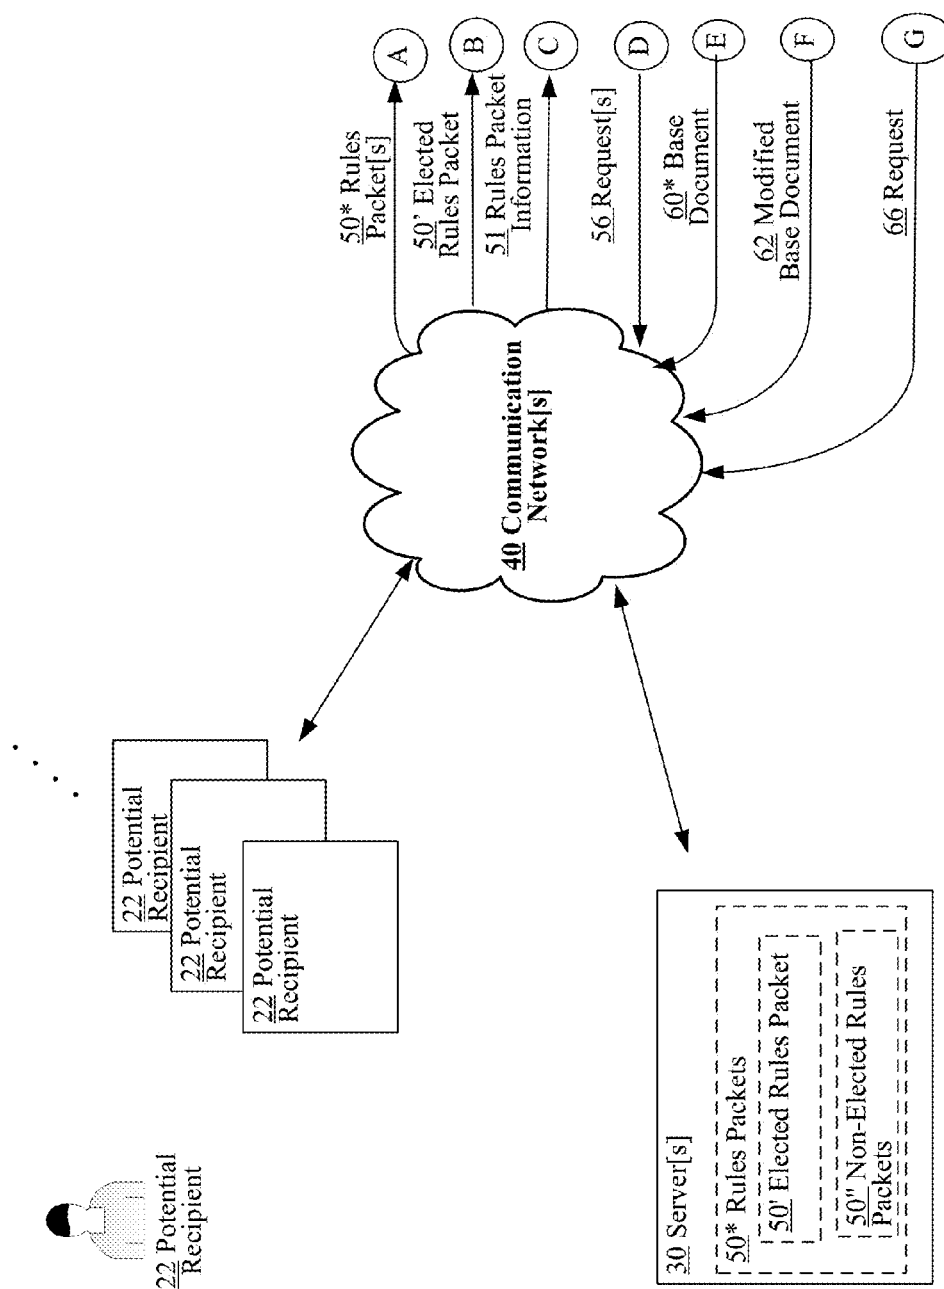 22 Potential
Recipient
22 Potential
Recipient
22 Potential
Recipient
22 Potential
Recipient
30 Server[s]
50* Rules Packets
50' Elected Rules Packet
50" Non-Elected Rules
Packets
40 Communication
Network[s]
50* Rules
Packet[s]
A
50’ Elected
Rules Packet
B
51 Rules Packet
Information
C
56 Request[s]
D
60* Base
Document
E
62 Modified
Base Document
F
66 Request
G